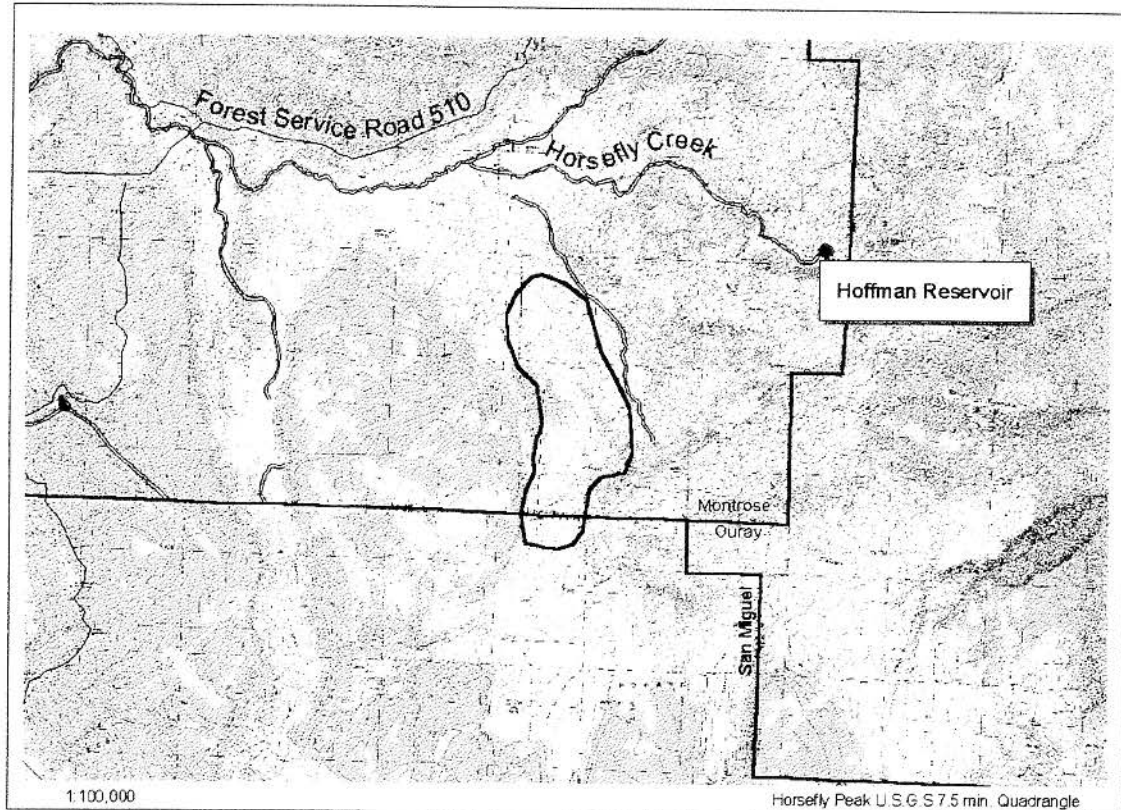 Forest Service Road 510
Horsefly Creek
Hoffman Reservoir
Montrose
Ouray
San Miguel
1:100,000
Horsefly Peak U.S.G.S 7.5 min. Quadrangle